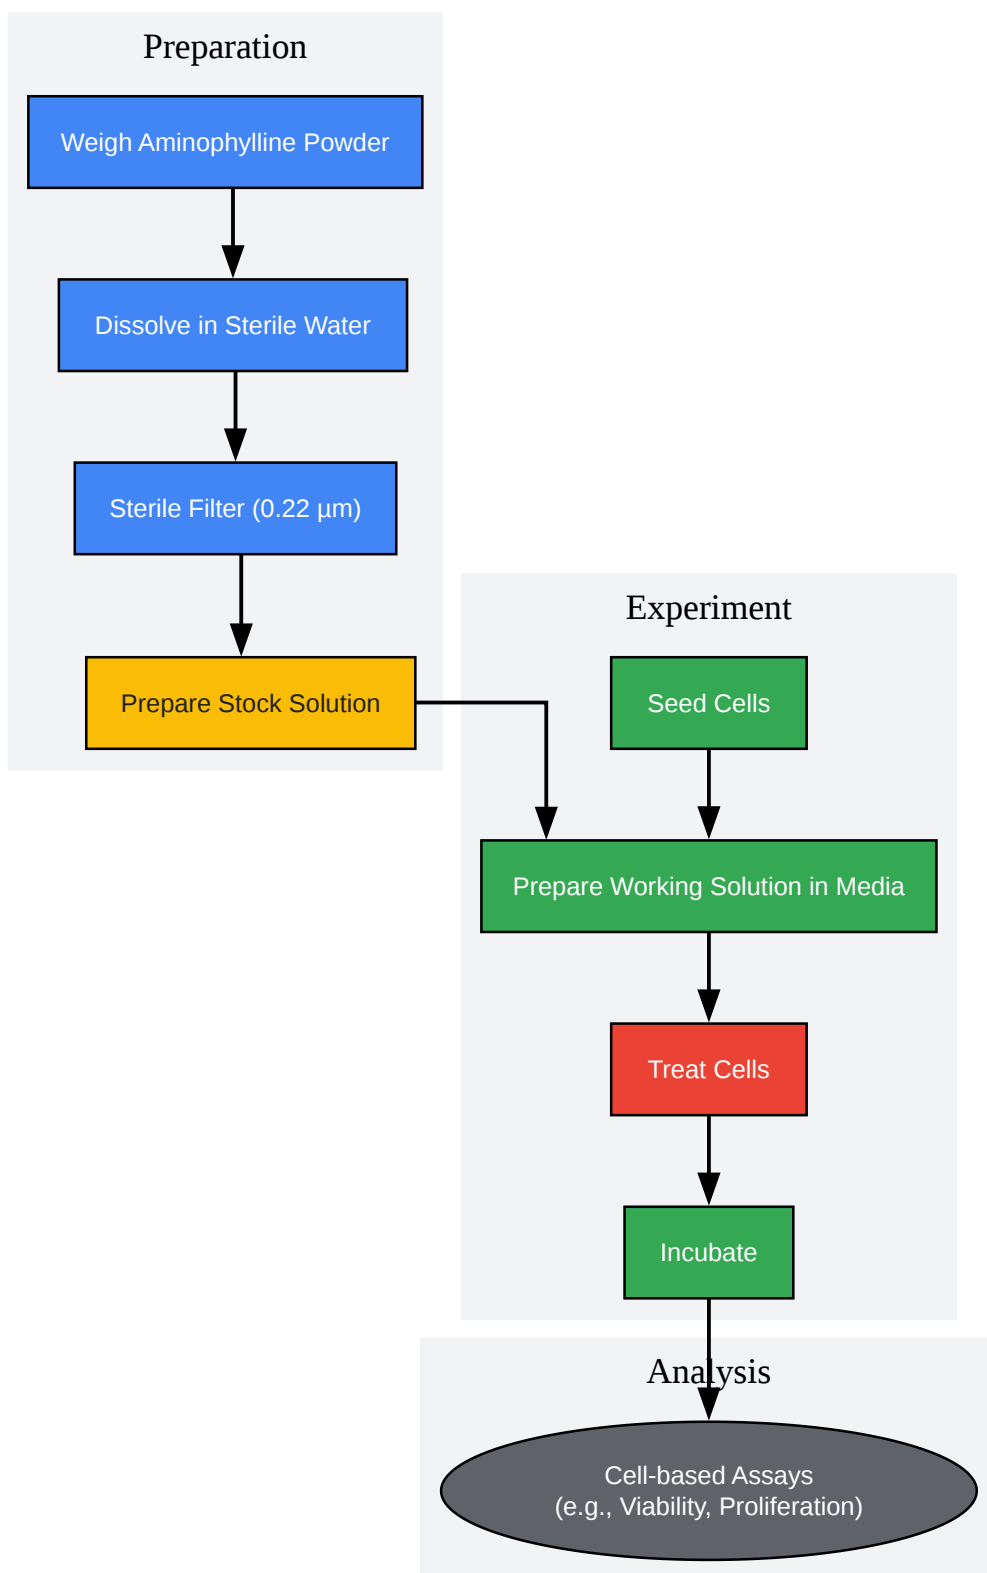 Preparation
Weigh Aminophylline Powder
Dissolve in Sterile Water
Sterile Filter (0.22 µm)
Prepare Stock Solution
Experiment
Seed Cells
Prepare Working Solution in Media
Treat Cells
Incubate
Analysis
Cell-based Assays
(e.g., Viability, Proliferation)